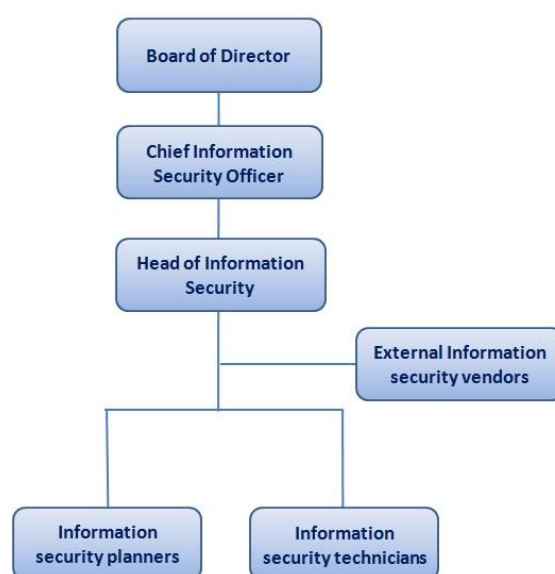 Board of Director
Chief Information
Security Officer
Head of Information
Security
External Information
security vendors
Information
security planners
Information
security technicians